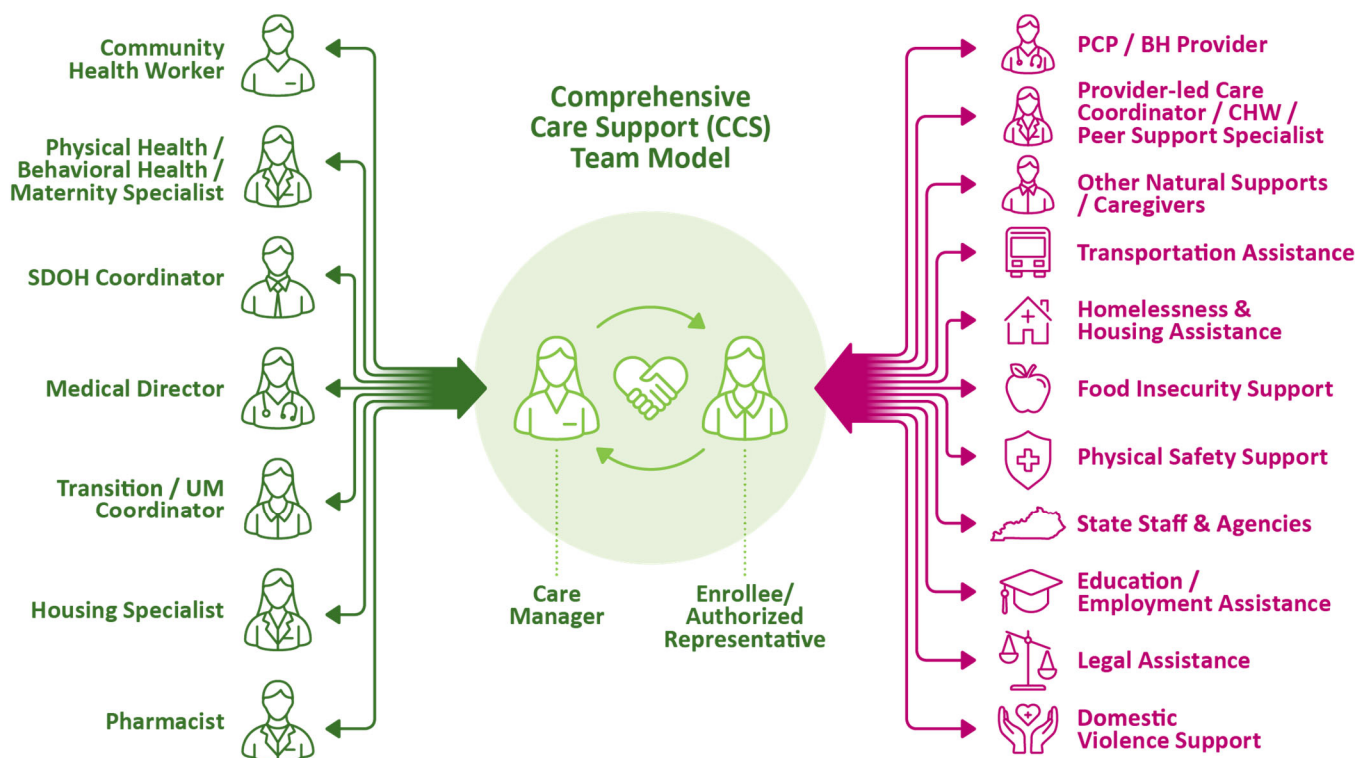 Community
Health Worker
Physical Health /
Behavioral Health /
Maternity Specialist
SDOH Coordinator
Medical Director
Transition / UM
Coordinator
Housing Specialist
Pharmacist
Comprehensive
Care Support (CCS)
Team Model
Care
Manager
Enrollee/
Authorized
Representative
PCP / BH Provider
Provider-led Care
Coordinator / CHW /
Peer Support Specialist
Other Natural Supports
/ Caregivers
Transportation Assistance
Homelessness &
Housing Assistance
Food Insecurity Support
Physical Safety Support
State Staff & Agencies
Education /
Employment Assistance
Legal Assistance
Domestic
Violence Support